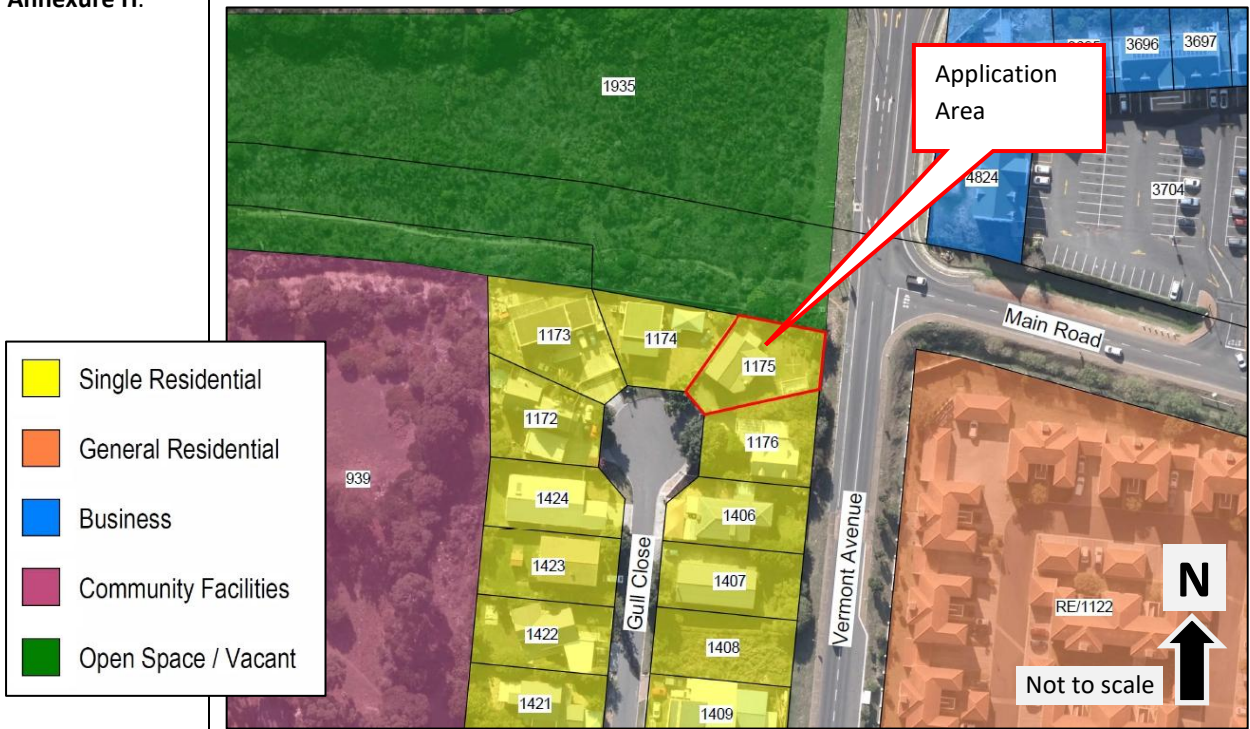 Annexure H.
1935
3696
3697
Application
Area
4824
3704
Main Road
1173
1174
1175
1172
1176
Single Residential
General Residential
Business
Community Facilities
Open Space / Vacant
939
1424
1406
1423
1407
Gull Close
Vermont Avenue
1422
1408
RE/1122
1421
1409
N
Not to scale